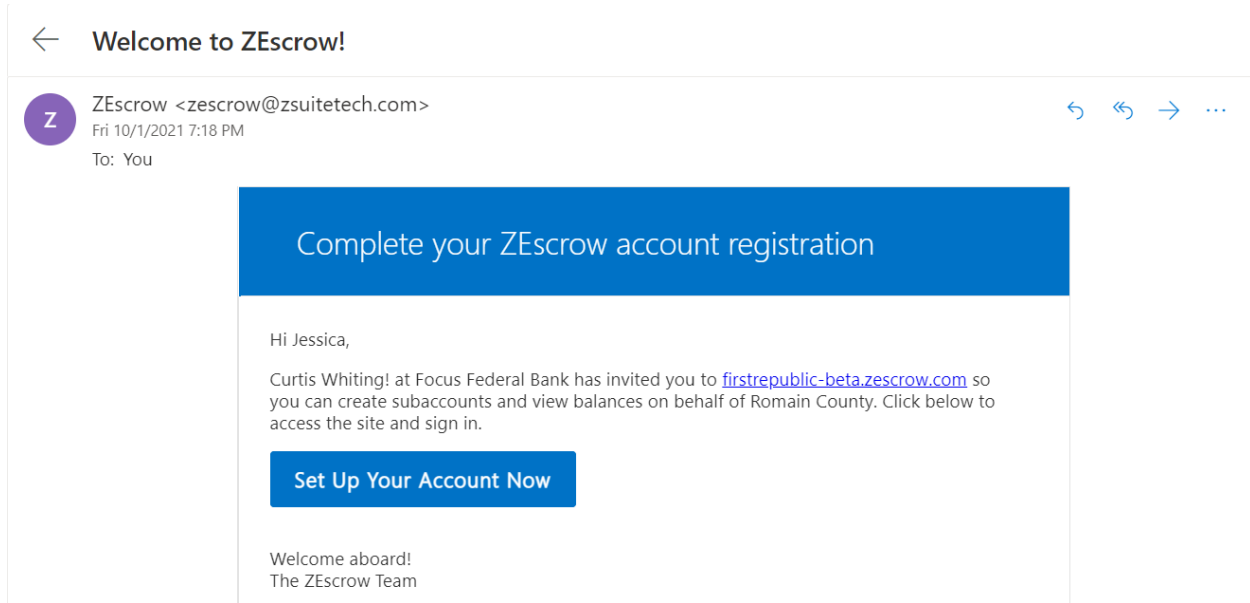 Welcome to ZEscrow!
Z
ZEscrow <zescrow@zsuitetech.com>
Fri 10/1/2021 7:18 PM
To: You
Complete your ZEscrow account registration
Hi Jessica,
Curtis Whiting! at Focus Federal Bank has invited you to firstrepublic-beta.zescrow.com so
you can create subaccounts and view balances on behalf of Romain County. Click below to
access the site and sign in.
Set Up Your Account Now
Welcome aboard!
The ZEscrow Team